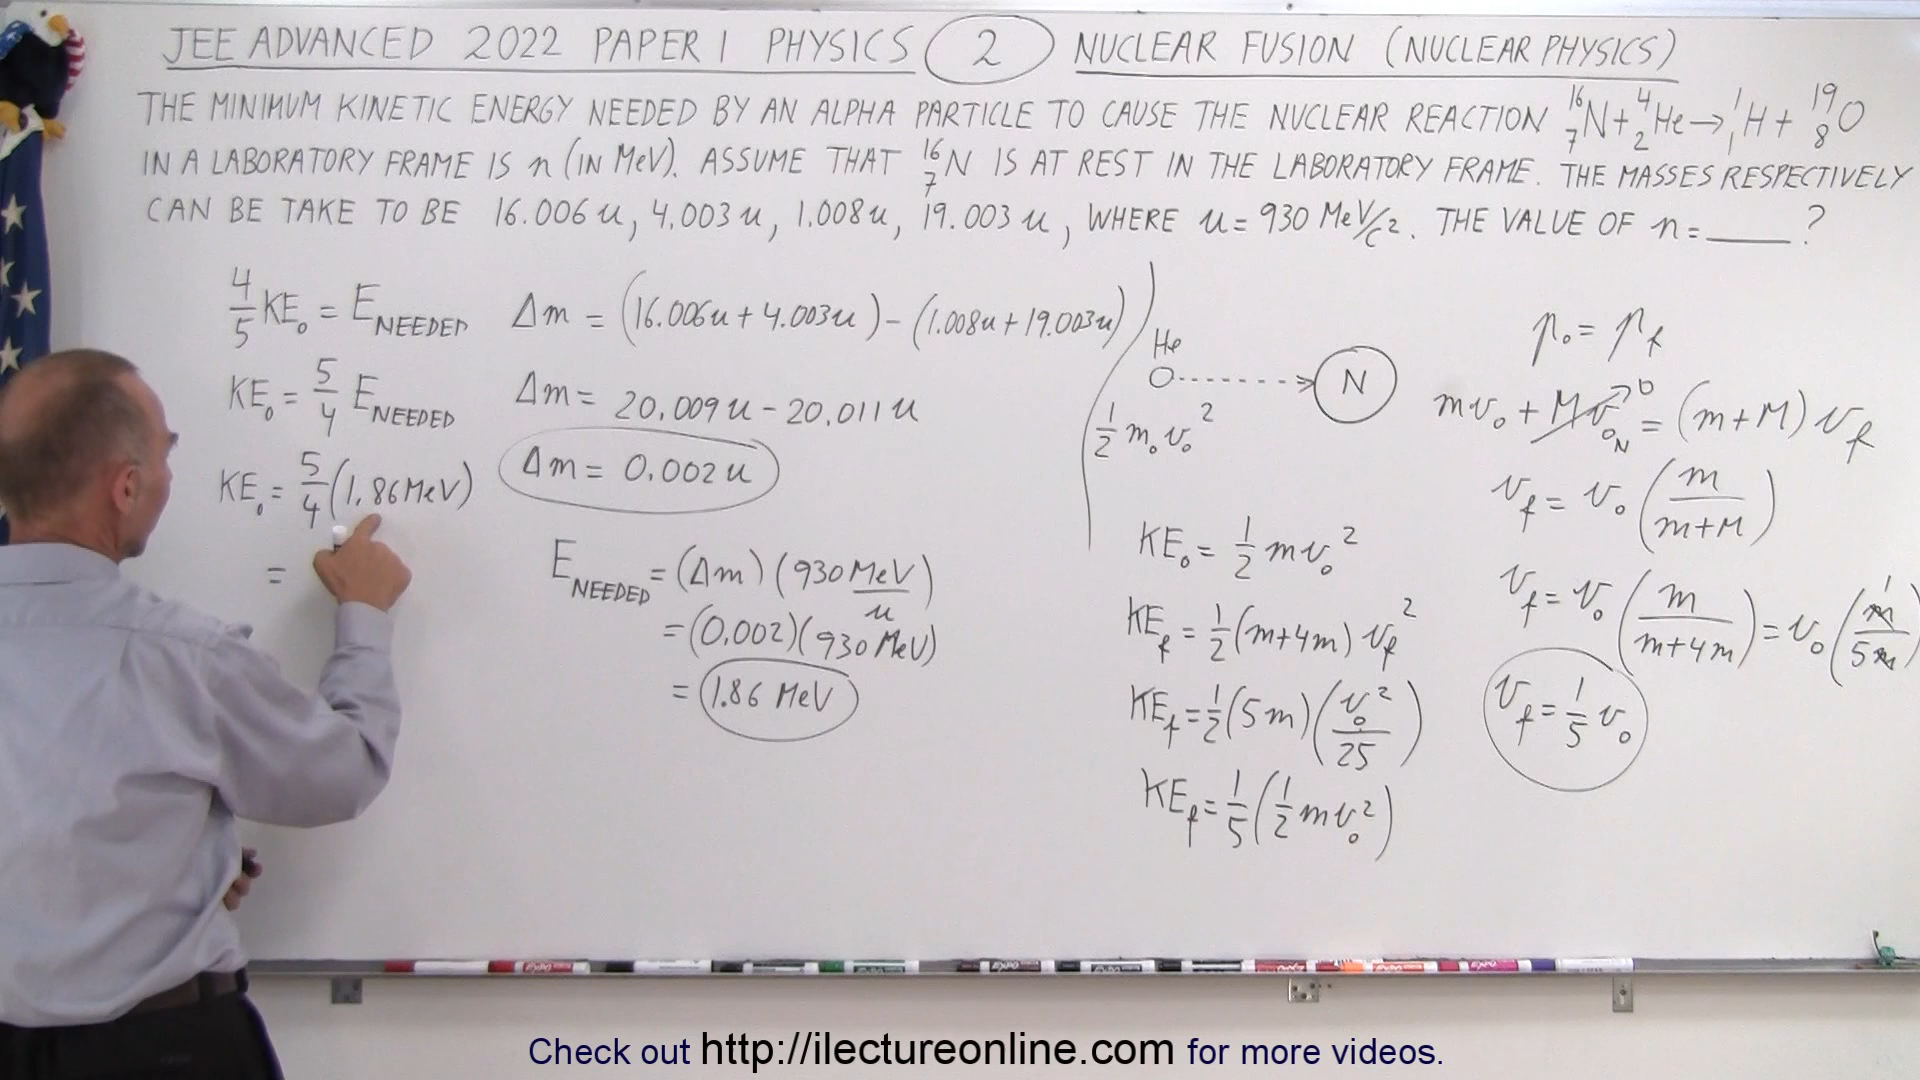 JEE ADVANCED 2022 PAPER 1 PHYSICS 2 NUCLEAR FUSION (NUCLEAR PHYSICS)
THE MINIMUM KINETIC ENERGY NEEDED BY AN ALPHA PARTICLE TO CAUSE THE NUCLEAR REACTION ¹⁶₇N + ⁴₂He → ¹₁H + ¹⁹₈O
IN A LABORATORY FRAME IS n (IN MeV). ASSUME THAT ¹⁶₇N IS AT REST IN THE LABORATORY FRAME. THE MASSES RESPECTIVELY
CAN BE TAKE TO BE 16.006u, 4.003u, 1.008u, 19.003u, WHERE u = 930 MeV/c². THE VALUE OF n = ____ ?
4/5 KE₀ = E NEEDED
KE₀ = 5/4 E NEEDED
KE₀ = 5/4 (1.86 MeV)
=
Δm = (16.006u + 4.003u) - (1.008u + 19.003u)
Δm = 20.009u - 20.011u
Δm = 0.002u
E NEEDED = (Δm)(930 MeV/u)
= (0.002)(930 MeV)
= 1.86 MeV
He
N
1/2 m₀v₀²
KE₀ = 1/2 mv₀²
KE_f = 1/2 (m+4m) v_f²
KE_f = 1/2 (5m) (v₀²/25)
KE_f = 1/5 (1/2 mv₀²)
p₀ = p_f
mv₀ + Mv₀N 0 = (m+M) v_f
v_f = v₀ (m/(m+M))
v_f = v₀ (m/(m+4m)) = v₀ (m 1/5m)
v_f = 1/5 v₀
Check out http://ilectureonline.com for more videos.